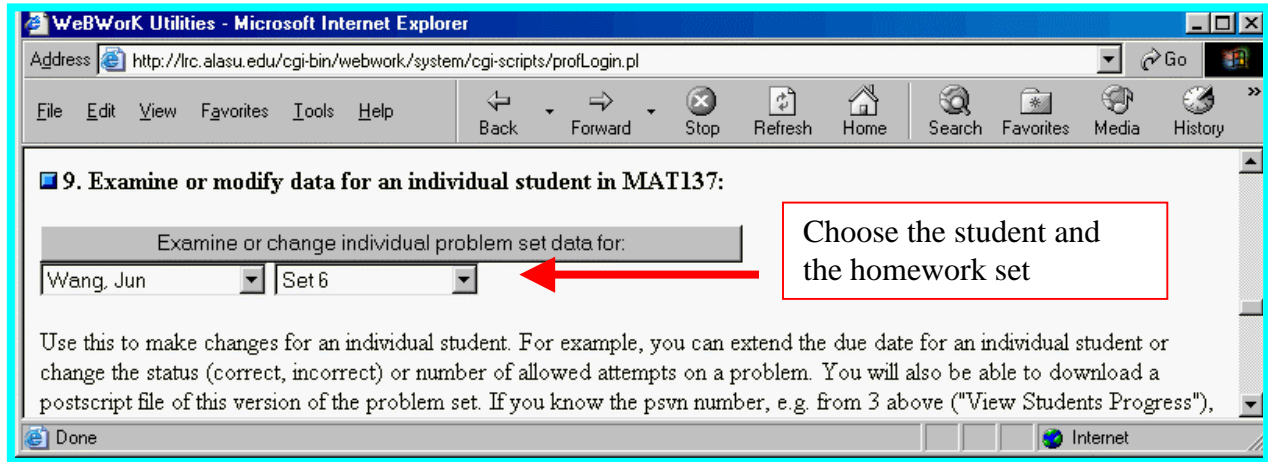 WeBWorK Utilities - Microsoft Internet Explorer
Address http://lrc.alasu.edu/cgi-bin/webwork/system/cgi-scripts/profLogin.pl Go
File Edit View Favorites Tools Help Back Forward Stop Refresh Home Search Favorites Media History »
9. Examine or modify data for an individual student in MAT137:
Examine or change individual problem set data for:
Wang, Jun Set 6
Choose the student and
the homework set
Use this to make changes for an individual student. For example, you can extend the due date for an individual student or
change the status (correct, incorrect) or number of allowed attempts on a problem. You will also be able to download a
postscript file of this version of the problem set. If you know the psvn number, e.g. from 3 above ("View Students Progress"),
Done Internet